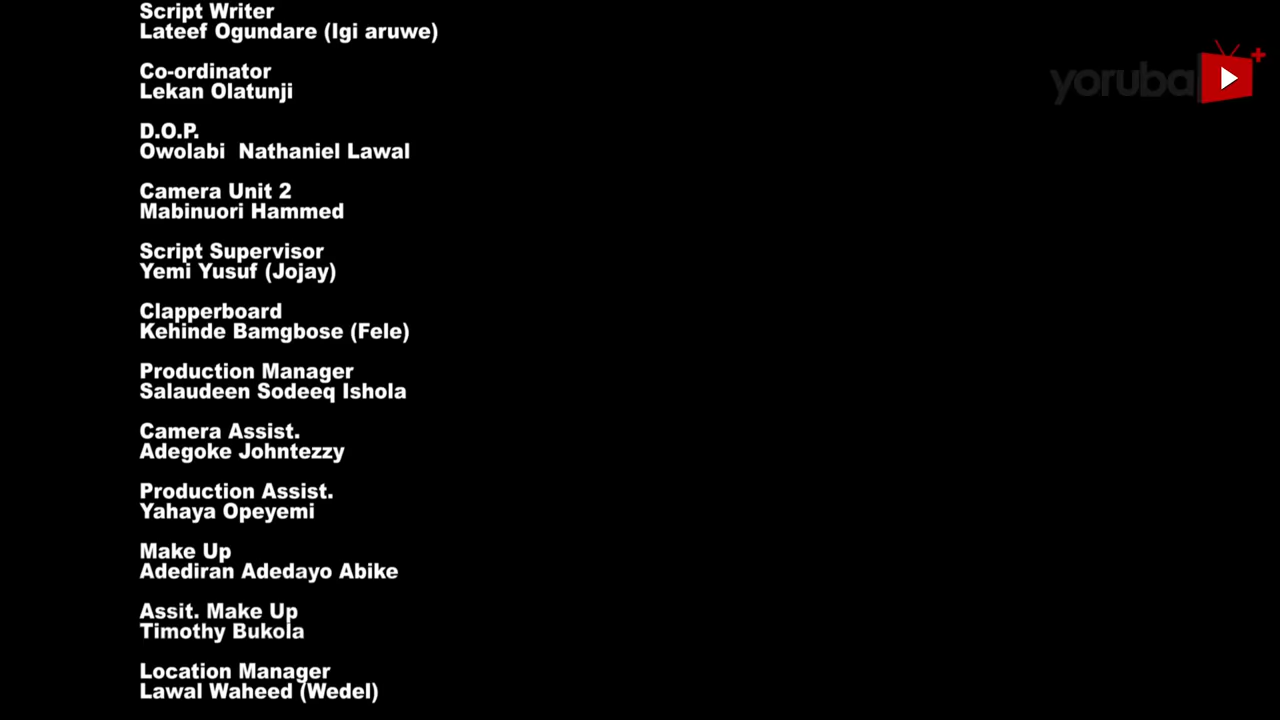 Script Writer
Lateef Ogundare (Igi aruwe)
Co-ordinator
Lekan Olatunji
D.O.P.
Owolabi  Nathaniel Lawal
Camera Unit 2
Mabinuori Hammed
Script Supervisor
Yemi Yusuf (Jojay)
Clapperboard
Kehinde Bamgbose (Fele)
Production Manager
Salaudeen Sodeeq Ishola
Camera Assist.
Adegoke Johntezzy
Production Assist.
Yahaya Opeyemi
Make Up
Adediran Adedayo Abike
Assit. Make Up
Timothy Bukola
Location Manager
Lawal Waheed (Wedel)
yoruba
+